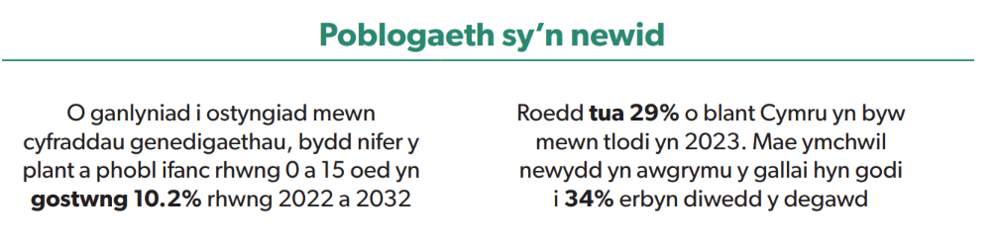 Poblogaeth sy’n newid
O ganlyniad i ostyngiad mewn
cyfraddau genedigaethau, bydd nifer y
plant a phobl ifanc rhwng 0 a 15 oed yn
gostwng 10.2% rhwng 2022 a 2032
Roedd tua 29% o blant Cymru yn byw
mewn tlodi yn 2023. Mae ymchwil
newydd yn awgrymu y gallai hyn godi
i 34% erbyn diwedd y degawd